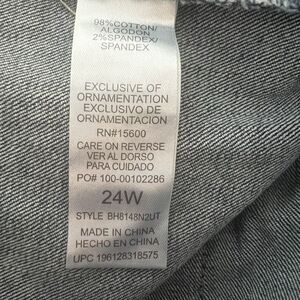 98%COTTON/
ALGODON
2%SPANDEX/
SPANDEX
EXCLUSIVE OF
ORNAMENTATION
EXCLUSIVO DE
ORNAMENTACION
RN#15600
CARE ON REVERSE
VER AL DORSO
PARA CUIDADO
PO# 100-00102286
24W
STYLE BH8148N2UT
MADE IN CHINA
HECHO EN CHINA
UPC 196128318575